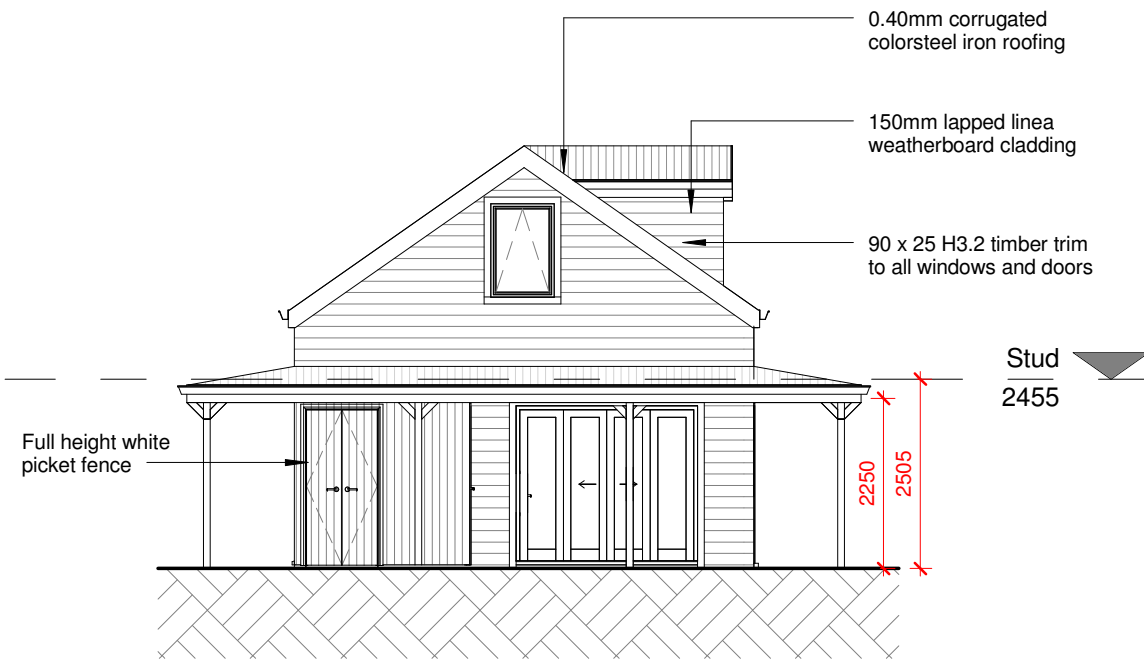 0.40mm corrugated
colorsteel iron roofing
150mm lapped linea
weatherboard cladding
90 x 25 H3.2 timber trim
to all windows and doors
Stud
2455
Full height white
picket fence
2250
2505